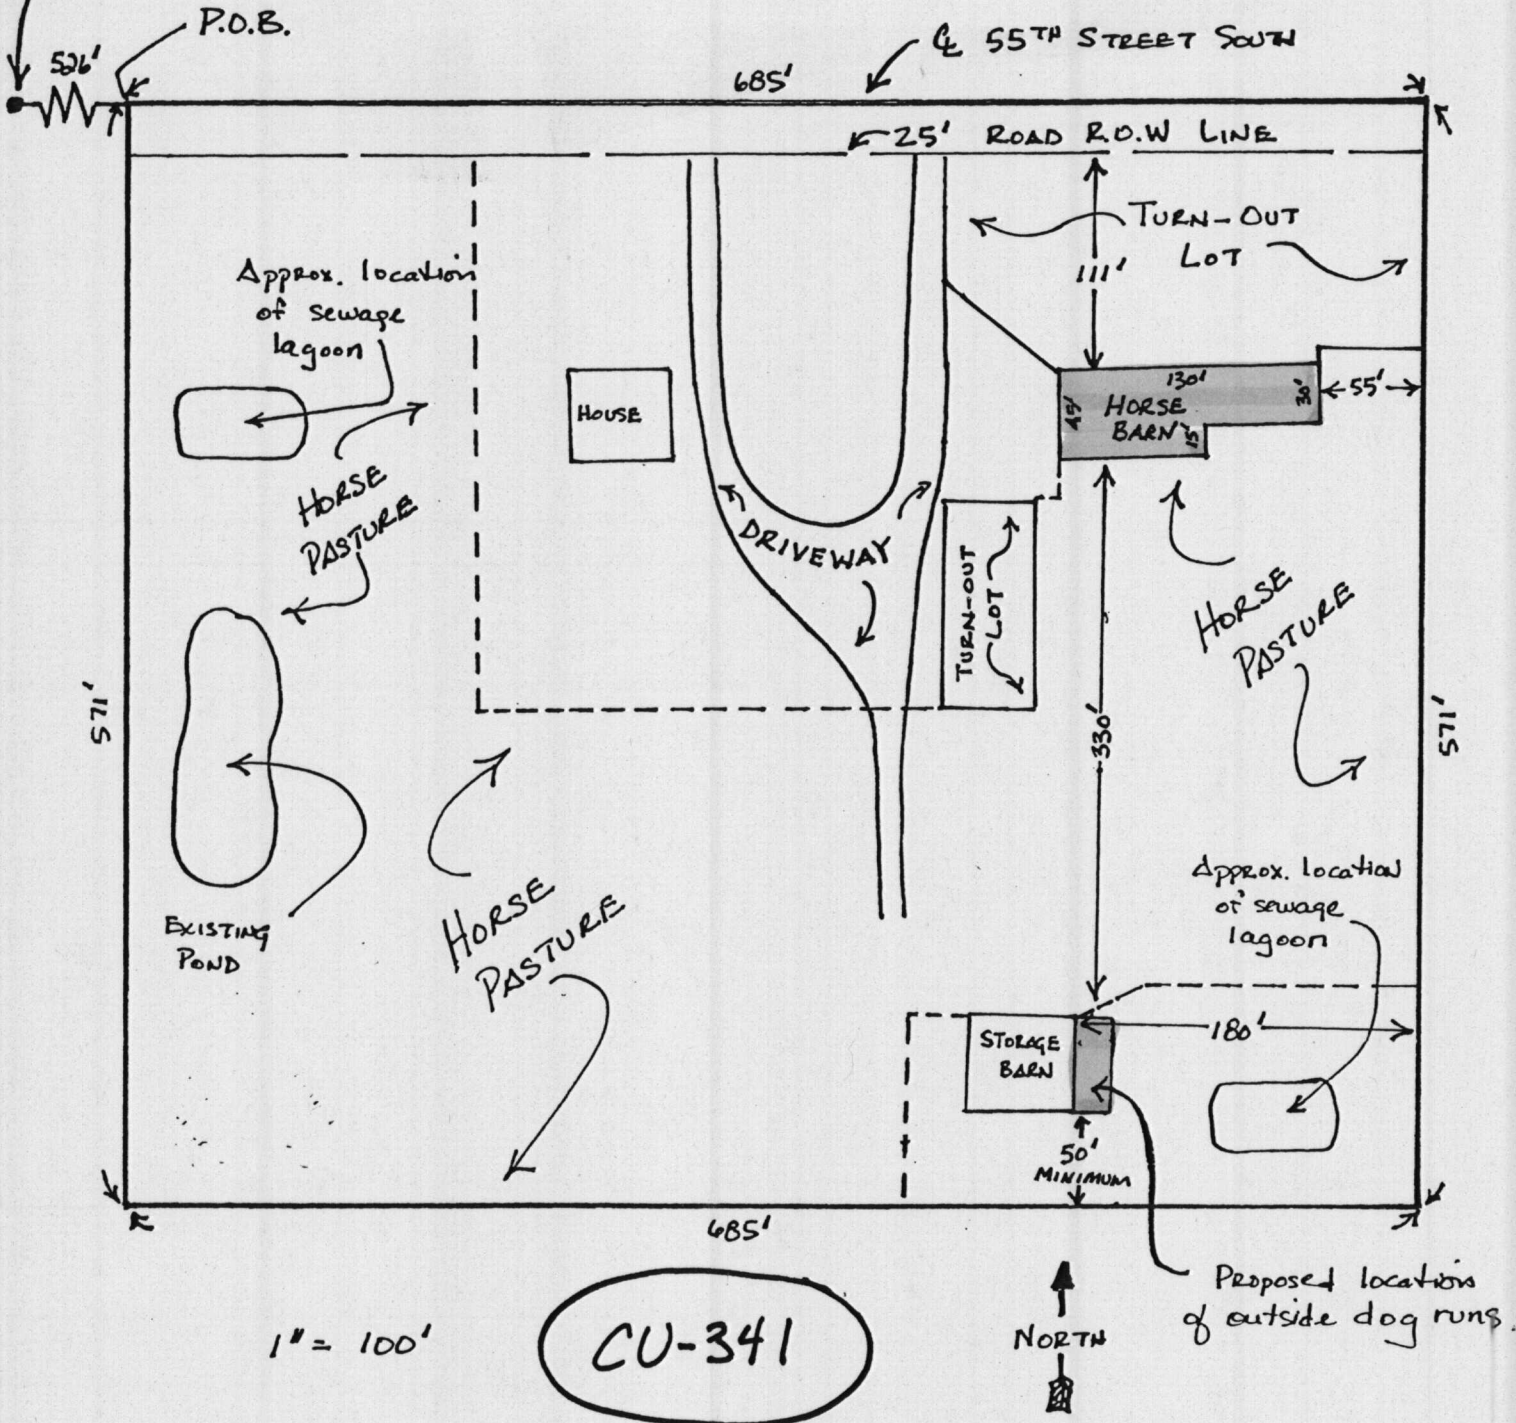 P.O.B.
526'
685'
℄ 55TH STREET SOUTH
25' ROAD R.O.W LINE
TURN-OUT
LOT
111'
Approx. location
of sewage
lagoon
HOUSE
130'
45'
HORSE
BARN
15'
30'
55'
HORSE
PASTURE
DRIVEWAY
TURN-OUT
LOT
HORSE
PASTURE
571'
330'
571'
EXISTING
POND
HORSE
PASTURE
Approx. location
of sewage
lagoon
STORAGE
BARN
180'
50'
MINIMUM
685'
Proposed location
of outside dog runs.
1" = 100'
CU-341
NORTH